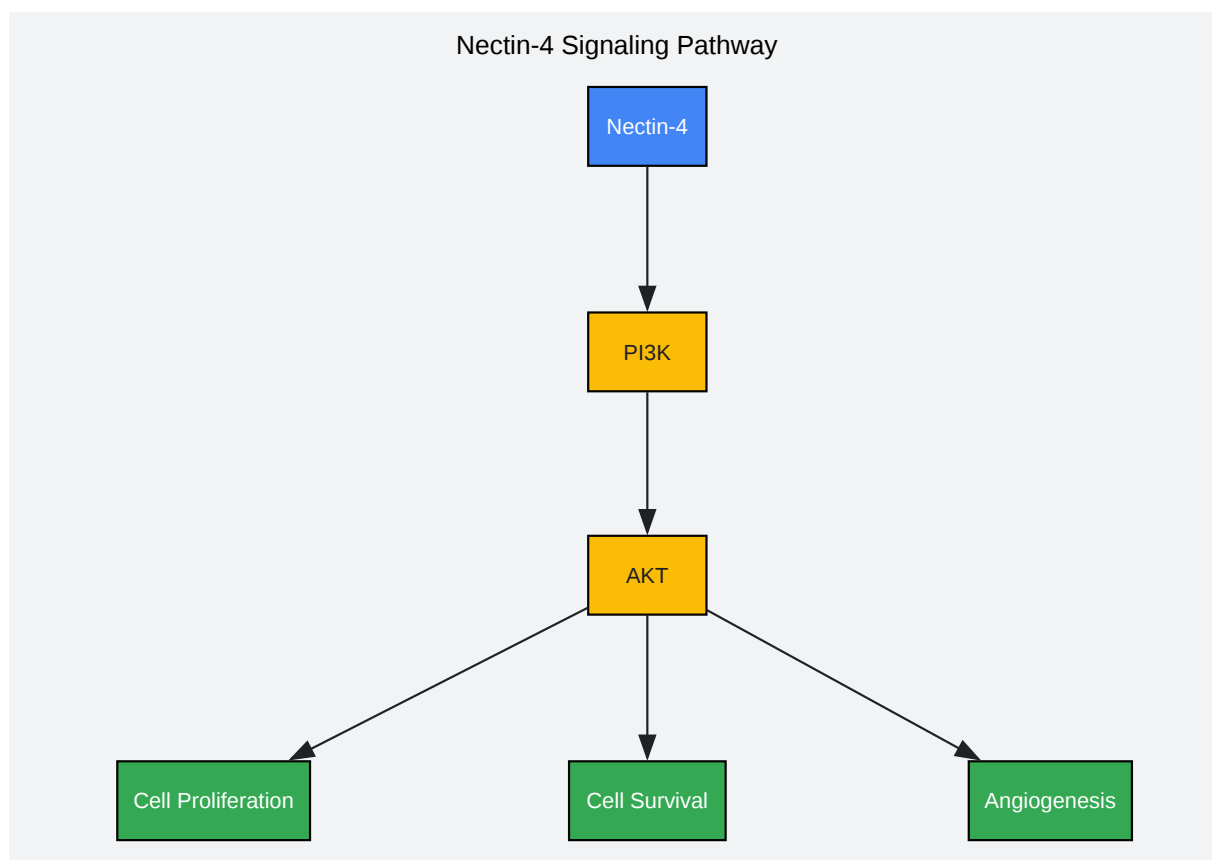 Nectin-4 Signaling Pathway
Nectin-4
PI3K
AKT
Cell Proliferation
Cell Survival
Angiogenesis